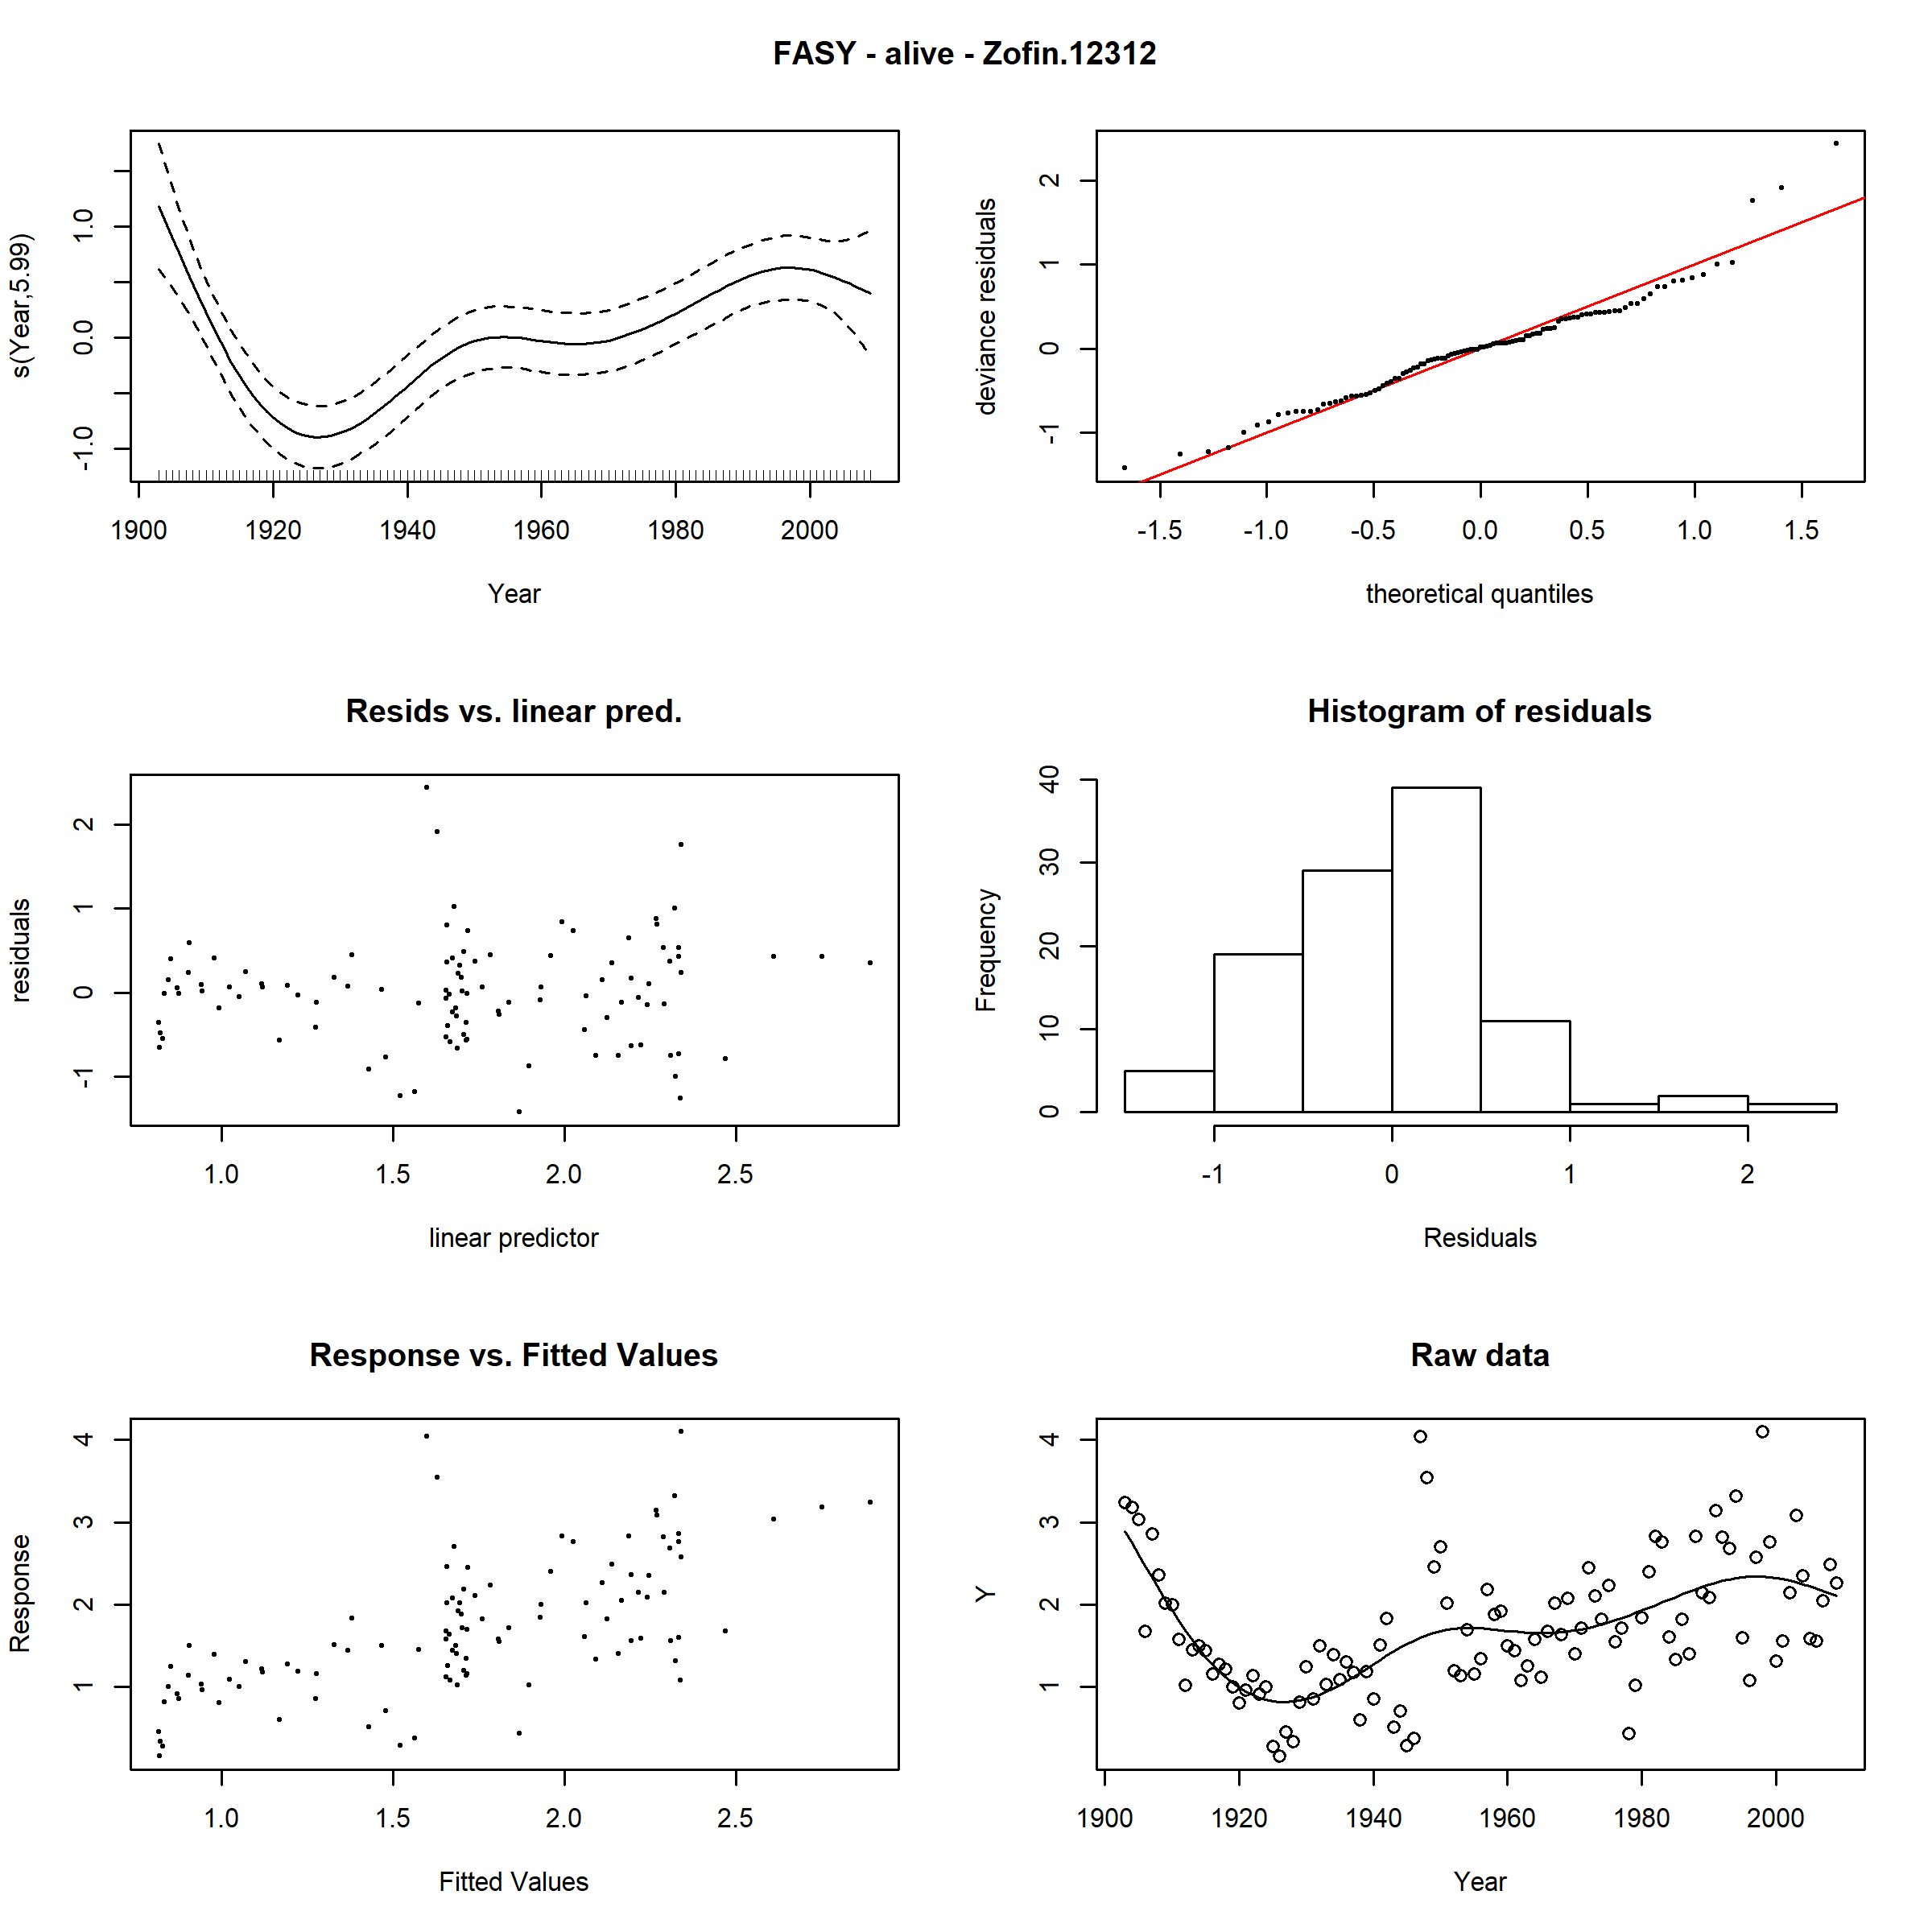 FASY - alive - Zofin.12312
s(Year,5.99)
-1.0 0.0 1.0
1900 1920 1940 1960 1980 2000
Year
deviance residuals
-1 0 1 2
-1.5 -1.0 -0.5 0.0 0.5 1.0 1.5
theoretical quantiles
Resids vs. linear pred.
residuals
-1 0 1 2
1.0 1.5 2.0 2.5
linear predictor
Histogram of residuals
Frequency
0 10 20 30 40
-1 0 1 2
Residuals
Response vs. Fitted Values
Response
1 2 3 4
1.0 1.5 2.0 2.5
Fitted Values
Raw data
Y
1 2 3 4
1900 1920 1940 1960 1980 2000
Year